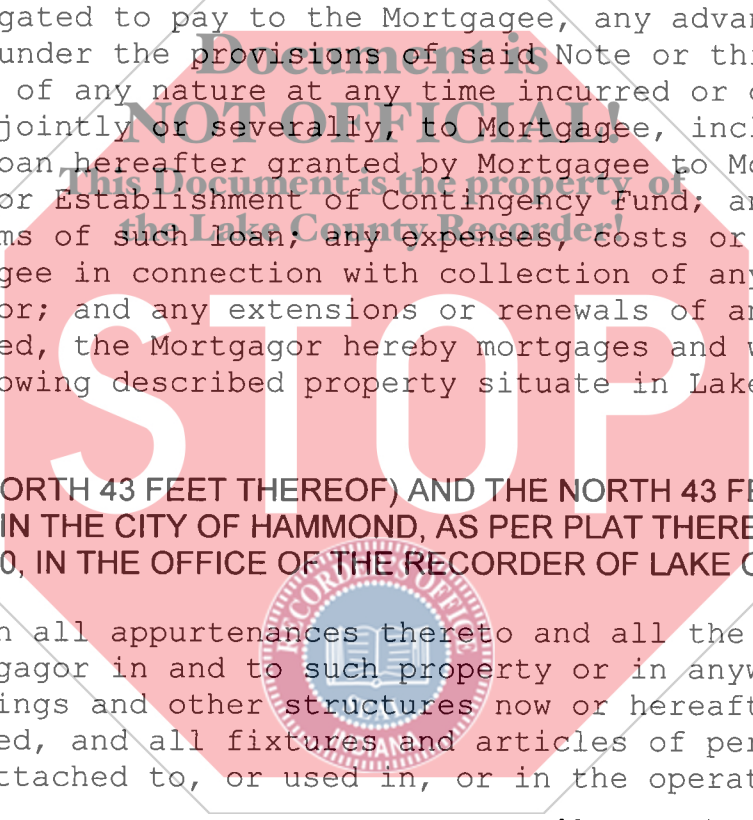 gated to pay to the Mortgagee, any advan
under the provisions of said Note or thi
of any nature at any time incurred or
jointly or severally, to Mortgagee, incl
oan hereafter granted by Mortgagee to Mo
or Establishment of Contingency Fund; an
ms of such loan; any expenses, costs or
gee in connection with collection of any
or; and any extensions or renewals of an
ed, the Mortgagor hereby mortgages and w
owing described property situate in Lake
ORTH 43 FEET THEREOF) AND THE NORTH 43 FE
IN THE CITY OF HAMMOND, AS PER PLAT THERE
0, IN THE OFFICE OF THE RECORDER OF LAKE C
n all appurtenances thereto and all the
gagor in and to such property or in anyw
ings and other structures now or hereaft
ed, and all fixtures and articles of per
ttached to, or used in, or in the operat
Document is
NOT OFFICIAL!
This Document is the property of
the Lake County Recorder!
STOP
RECORDER'S OFFICE
INDIANA